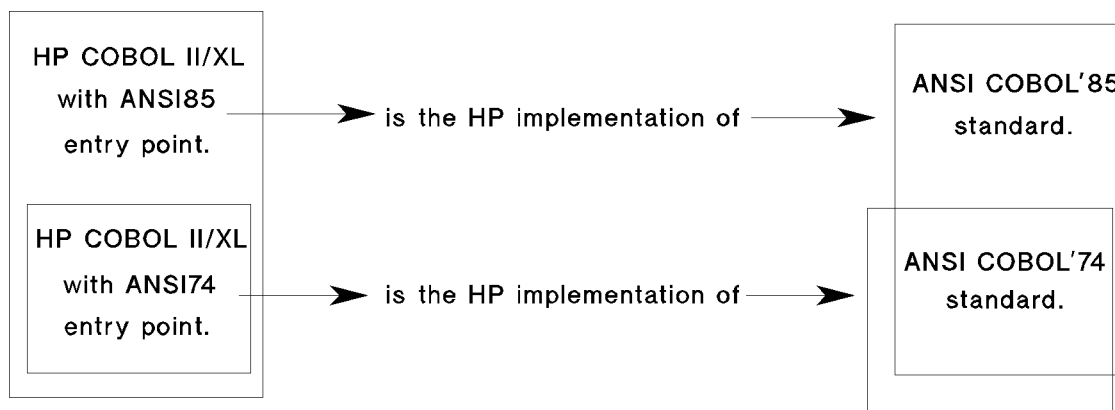 HP COBOL II/XL
with ANSI85
entry point.
is the HP implementation of
ANSI COBOL'85
standard.
HP COBOL II/XL
with ANSI74
entry point.
is the HP implementation of
ANSI COBOL'74
standard.